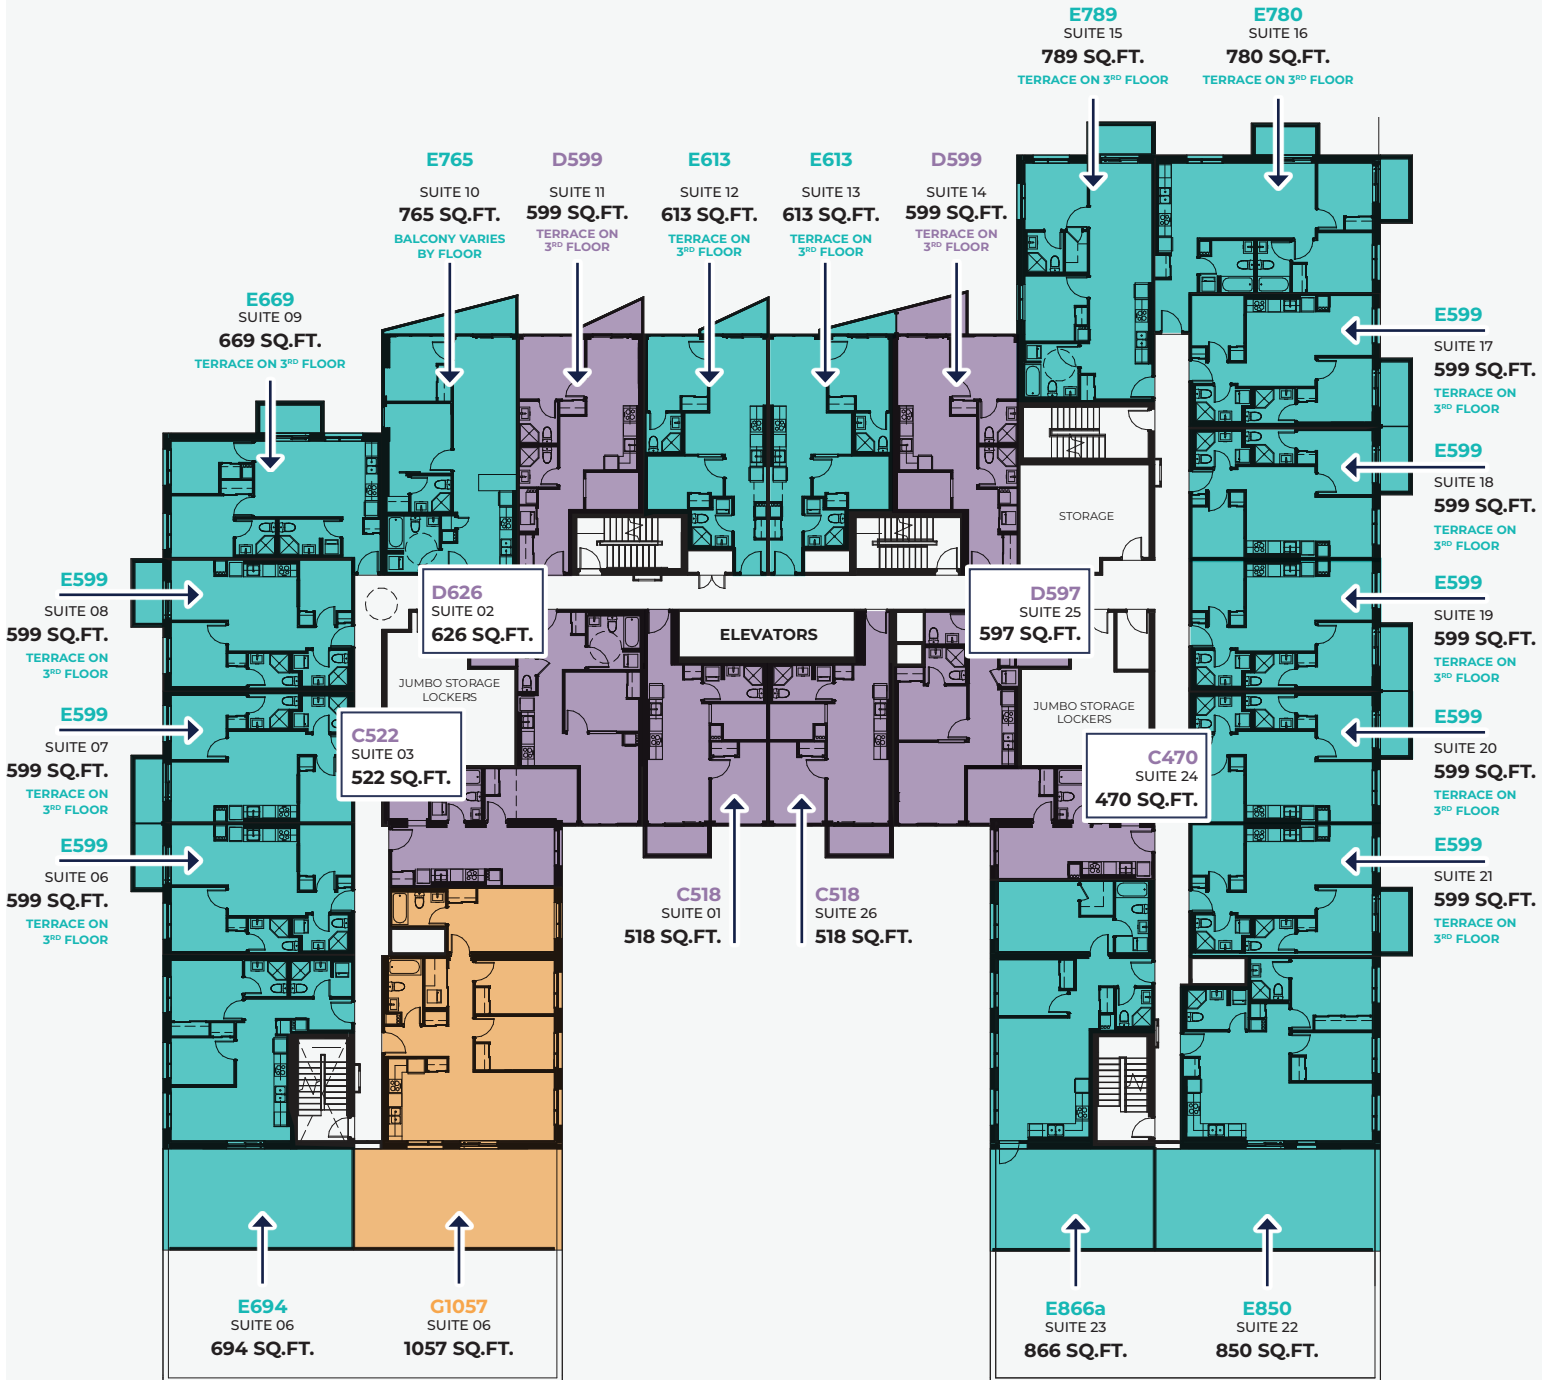 E789
SUITE 15
789 SQ.FT.
TERRACE ON 3RD FLOOR
E780
SUITE 16
780 SQ.FT.
TERRACE ON 3RD FLOOR
E765
SUITE 10
765 SQ.FT.
BALCONY VARIES
BY FLOOR
D599
SUITE 11
599 SQ.FT.
TERRACE ON
3RD FLOOR
E613
SUITE 12
613 SQ.FT.
TERRACE ON
3RD FLOOR
E613
SUITE 13
613 SQ.FT.
TERRACE ON
3RD FLOOR
D599
SUITE 14
599 SQ.FT.
TERRACE ON
3RD FLOOR
E669
SUITE 09
669 SQ.FT.
TERRACE ON 3RD FLOOR
E599
SUITE 17
599 SQ.FT.
TERRACE ON
3RD FLOOR
E599
SUITE 18
599 SQ.FT.
TERRACE ON
3RD FLOOR
STORAGE
E599
SUITE 08
599 SQ.FT.
TERRACE ON
3RD FLOOR
D626
SUITE 02
626 SQ.FT.
ELEVATORS
D597
SUITE 25
597 SQ.FT.
E599
SUITE 19
599 SQ.FT.
TERRACE ON
3RD FLOOR
JUMBO STORAGE
LOCKERS
JUMBO STORAGE
LOCKERS
E599
SUITE 07
599 SQ.FT.
TERRACE ON
3RD FLOOR
C522
SUITE 03
522 SQ.FT.
C470
SUITE 24
470 SQ.FT.
E599
SUITE 20
599 SQ.FT.
TERRACE ON
3RD FLOOR
E599
SUITE 06
599 SQ.FT.
TERRACE ON
3RD FLOOR
C518
SUITE 01
518 SQ.FT.
C518
SUITE 26
518 SQ.FT.
E599
SUITE 21
599 SQ.FT.
TERRACE ON
3RD FLOOR
E694
SUITE 06
694 SQ.FT.
G1057
SUITE 06
1057 SQ.FT.
E866a
SUITE 23
866 SQ.FT.
E850
SUITE 22
850 SQ.FT.